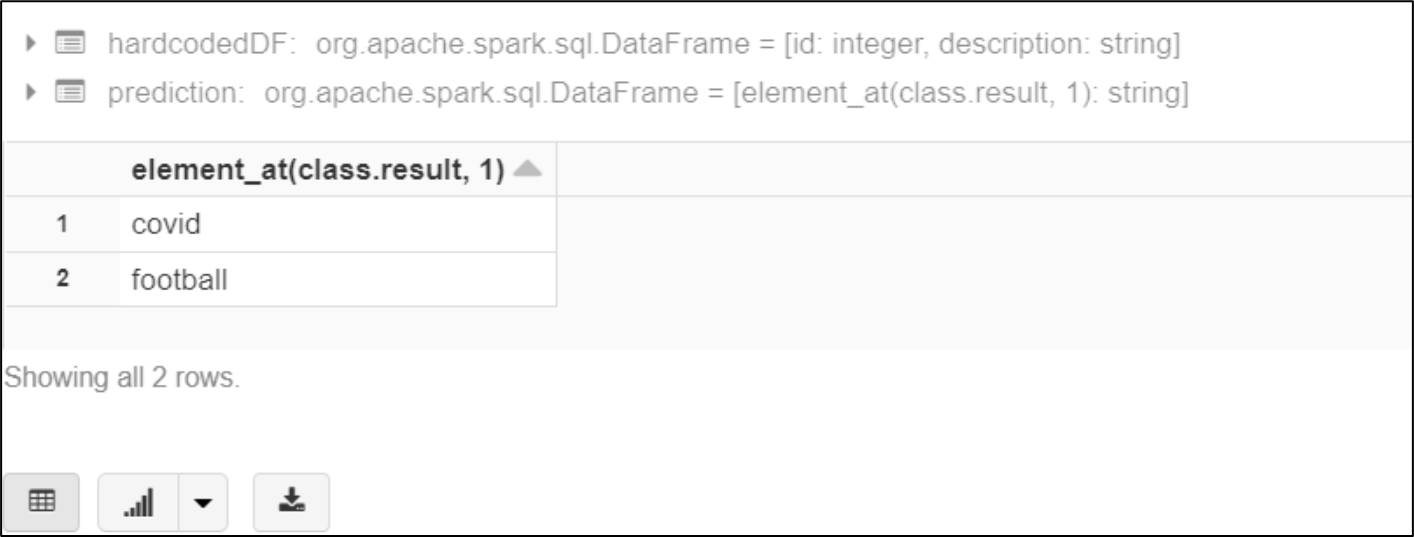 hardcodedDF: org.apache.spark.sql.DataFrame = [id: integer, description: string]
prediction: org.apache.spark.sql.DataFrame = [element_at(class.result, 1): string]
element_at(class.result, 1)
1 covid
2 football
Showing all 2 rows.